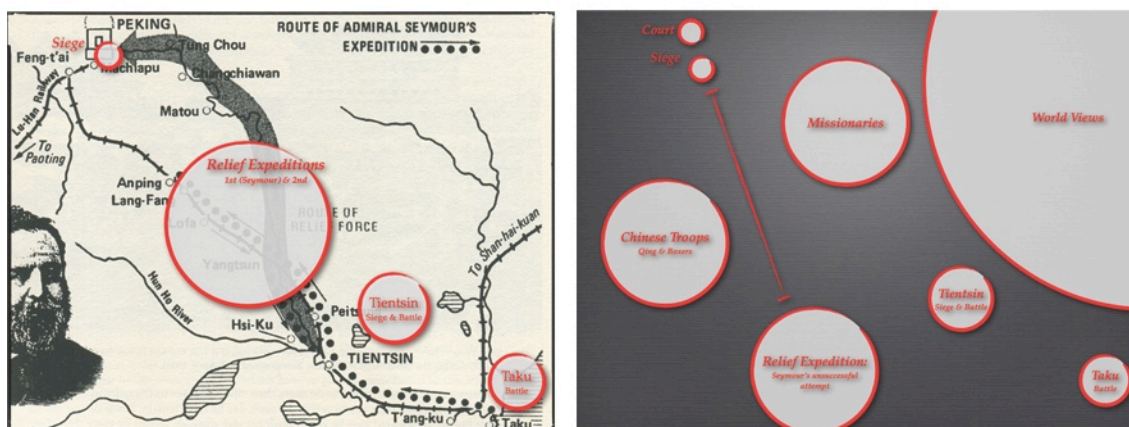 PEKING
ROUTE OF ADMIRAL SEYMOUR'S
EXPEDITION
Siege
Tung Chou
Feng-t'ai
Machiapu
Changchiawan
Matou
Lu-Han Railway
To
Paoting
Relief Expeditions
1st (Seymour) & 2nd
Anping
Lang-Fang
Lofa
ROUTE OF
RELIEF FORCE
To Shan-hai-kuan
Yangtsun
Hun Ho River
Tientsin
Siege & Battle
Peits
Hsi-Ku
TIENTSIN
Taku
Battle
T'ang-ku
Taku
Court
Siege
Missionaries
World Views
Chinese Troops
Qing & Boxers
Tientsin
Siege & Battle
Relief Expedition:
Seymour's unsuccessful
attempt
Taku
Battle